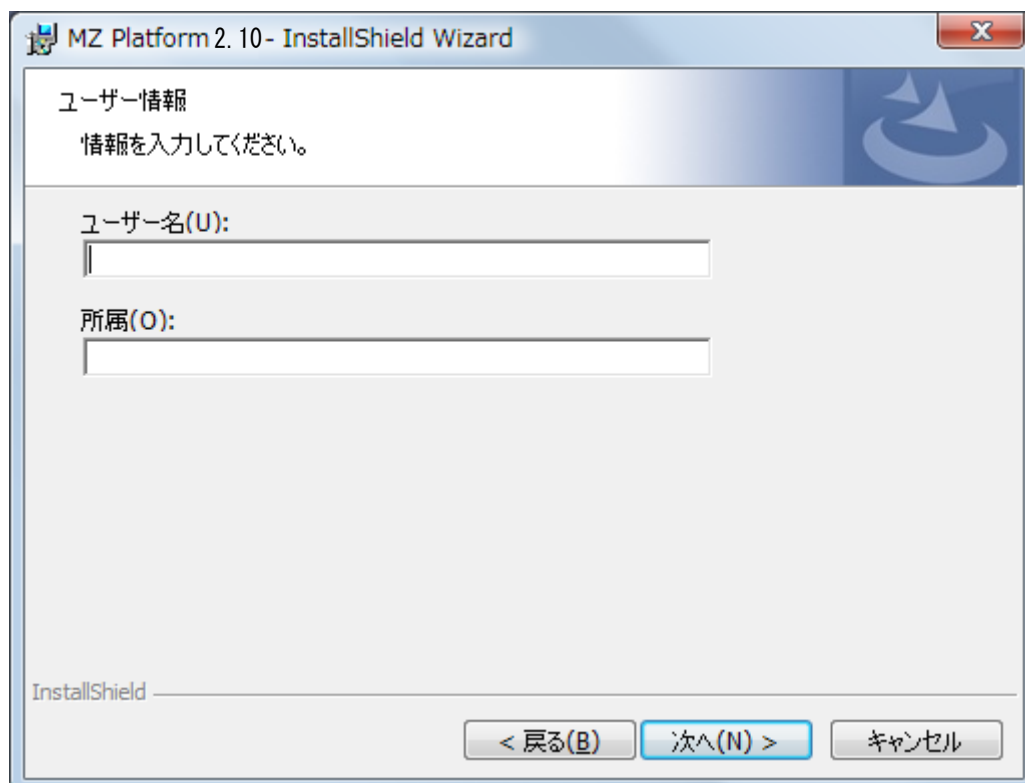 MZ Platform 2.10 - InstallShield Wizard
ユーザー情報
情報を入力してください。
ユーザー名(U):
所属(O):
InstallShield
< 戻る(B)
次へ(N) >
キャンセル